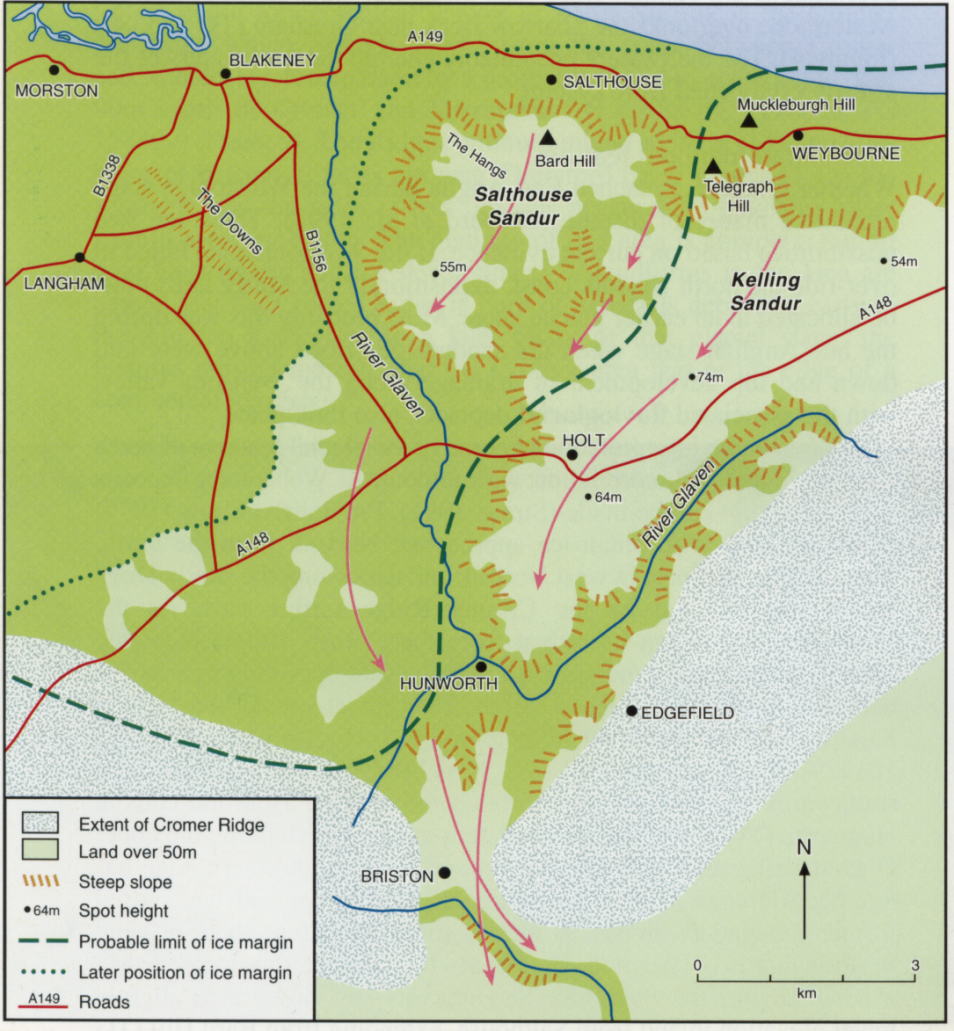 A149
BLAKENEY
MORSTON
SALTHOUSE
Muckleburgh Hill
WEYBOURNE
The Hangs
Bard Hill
B1338
The Downs
Salthouse
Sandur
Telegraph
Hill
B1156
LANGHAM
55m
54m
Kelling
Sandur
A148
River Glaven
74m
HOLT
64m
River Glaven
A148
HUNWORTH
EDGEFIELD
BRISTON
Extent of Cromer Ridge
Land over 50m
Steep slope
64m Spot height
Probable limit of ice margin
Later position of ice margin
A149 Roads
N
0 3
km